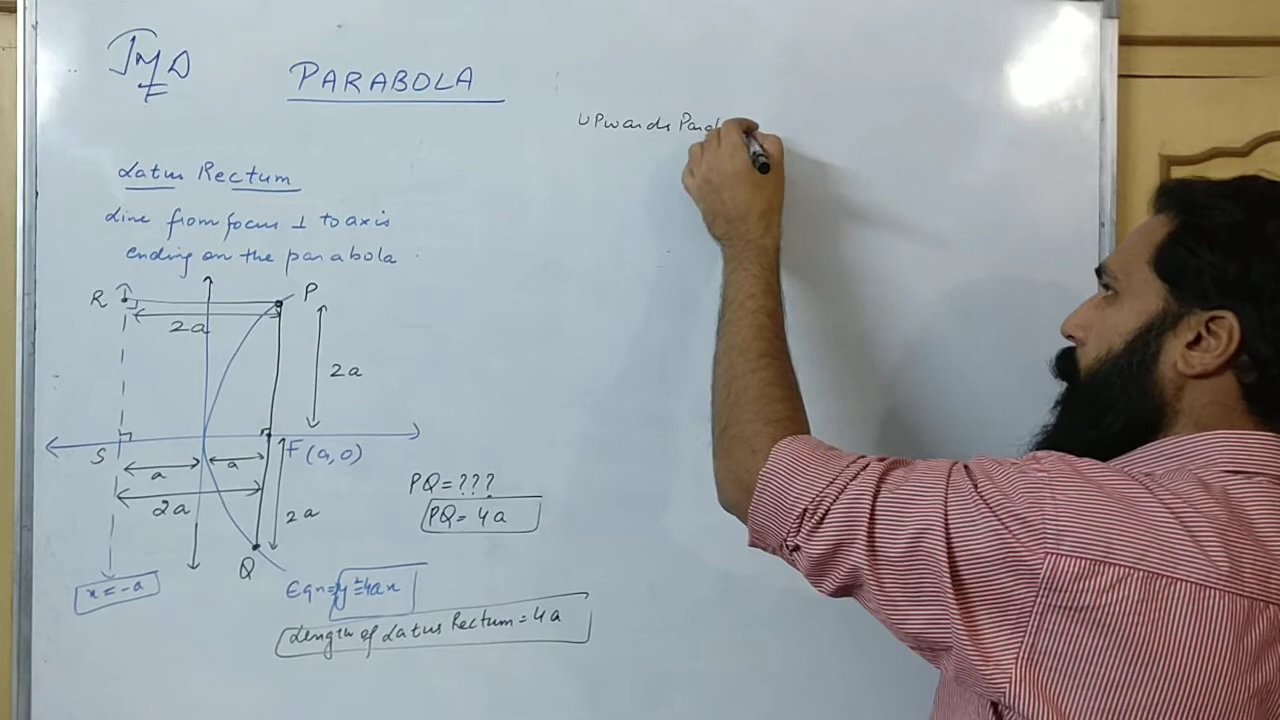 JMD
PARABOLA
Upwards Para
Latus Rectum
Line from focus ⊥ to axis
ending on the parabola
R
P
2a
2a
S
F(a,0)
a
a
2a
2a
PQ = ???
PQ = 4a
Q
x = -a
Eqn = y² = 4ax
Length of Latus Rectum = 4a